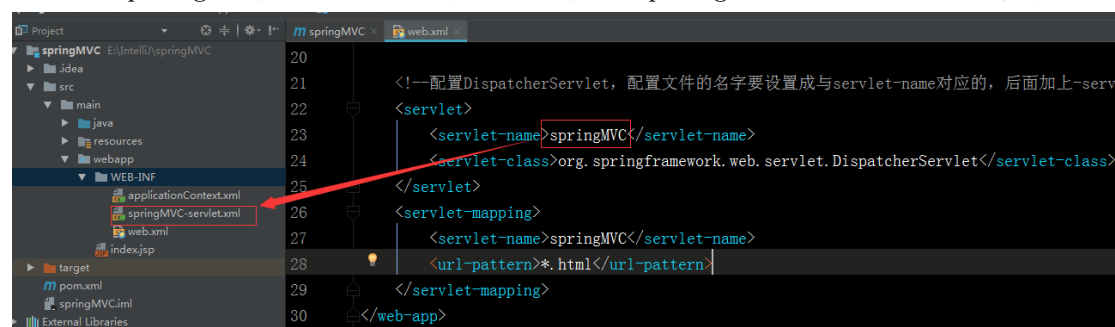 Project
springMVC E:\IntelliJ\springMVC
.idea
src
main
java
resources
webapp
WEB-INF
applicationContext.xml
springMVC-servlet.xml
web.xml
index.jsp
target
pom.xml
springMVC.iml
External Libraries
springMVC
web.xml
20
21 <!--配置DispatcherServlet，配置文件的名字要设置成与servlet-name对应的，后面加上-serv
22 <servlet>
23 <servlet-name>springMVC</servlet-name>
24 <servlet-class>org.springframework.web.servlet.DispatcherServlet</servlet-class>
25 </servlet>
26 <servlet-mapping>
27 <servlet-name>springMVC</servlet-name>
28 <url-pattern>*.html</url-pattern>
29 </servlet-mapping>
30 </web-app>